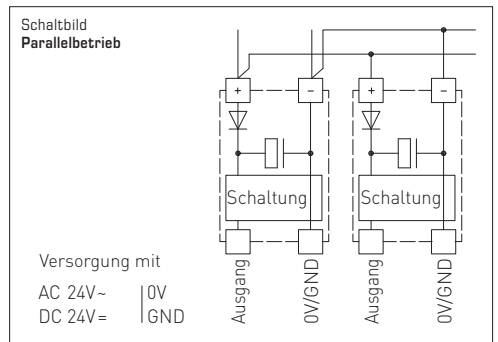 Schaltbild
Parallelbetrieb
+ – + –
Schaltung Schaltung
Ausgang 0V/GND Ausgang 0V/GND
Versorgung mit
AC 24V~ | 0V
DC 24V= | GND